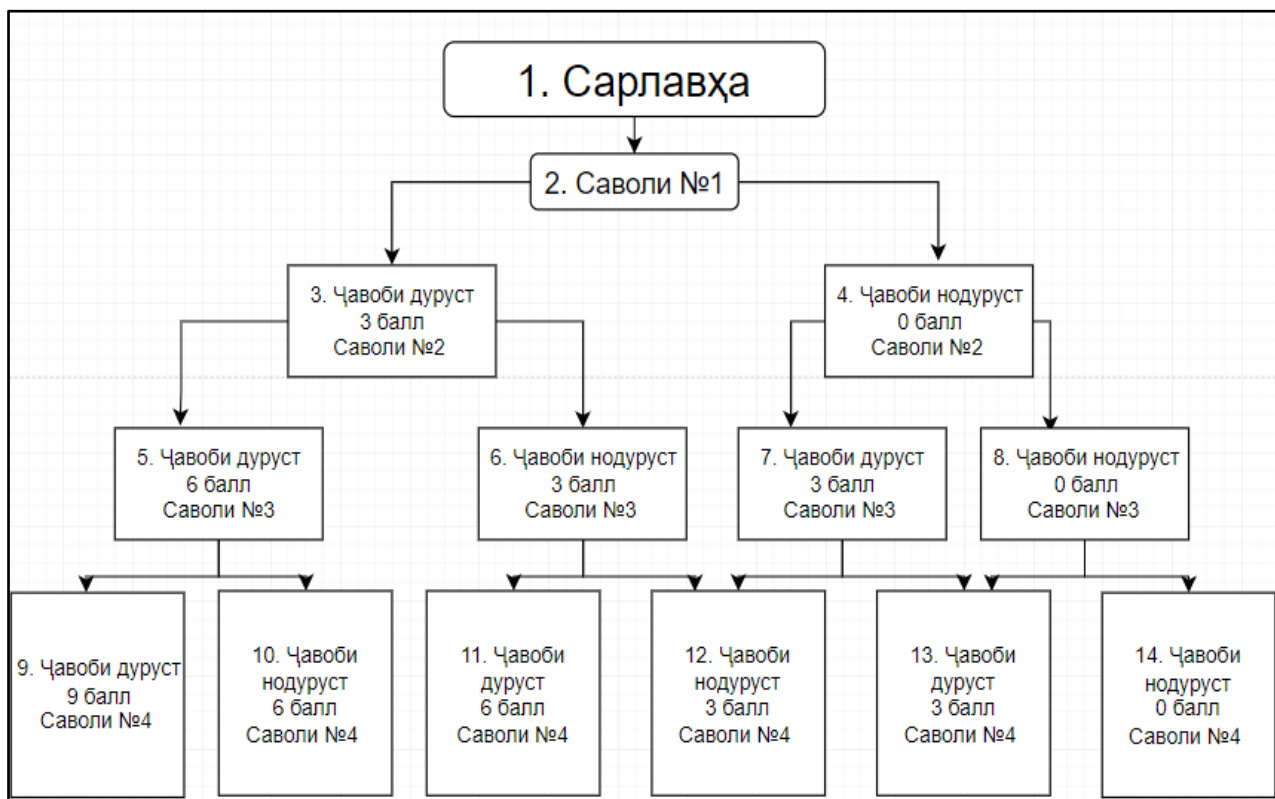 1. Сарлавҳа
2. Саволи №1
3. Ҷавоби дуруст
3 балл
Саволи №2
4. Ҷавоби нодуруст
0 балл
Саволи №2
5. Ҷавоби дуруст
6 балл
Саволи №3
6. Ҷавоби нодуруст
3 балл
Саволи №3
7. Ҷавоби дуруст
3 балл
Саволи №3
8. Ҷавоби нодуруст
0 балл
Саволи №3
9. Ҷавоби дуруст
9 балл
Саволи №4
10. Ҷавоби
нодуруст
6 балл
Саволи №4
11. Ҷавоби
дуруст
6 балл
Саволи №4
12. Ҷавоби
нодуруст
3 балл
Саволи №4
13. Ҷавоби
дуруст
3 балл
Саволи №4
14. Ҷавоби
нодуруст
0 балл
Саволи №4